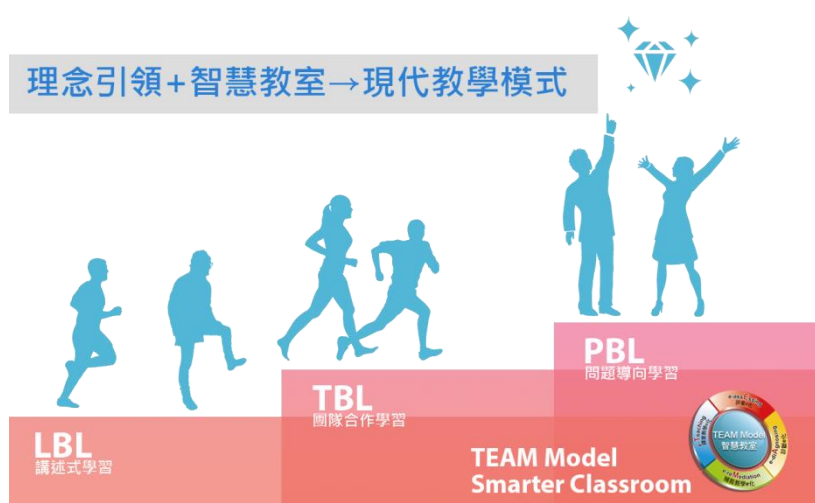 理念引領+智慧教室→現代教學模式
PBL
問題導向學習
TBL
團隊合作學習
LBL
講述式學習
TEAM Model
Smarter Classroom
TEAM Model
智慧教室